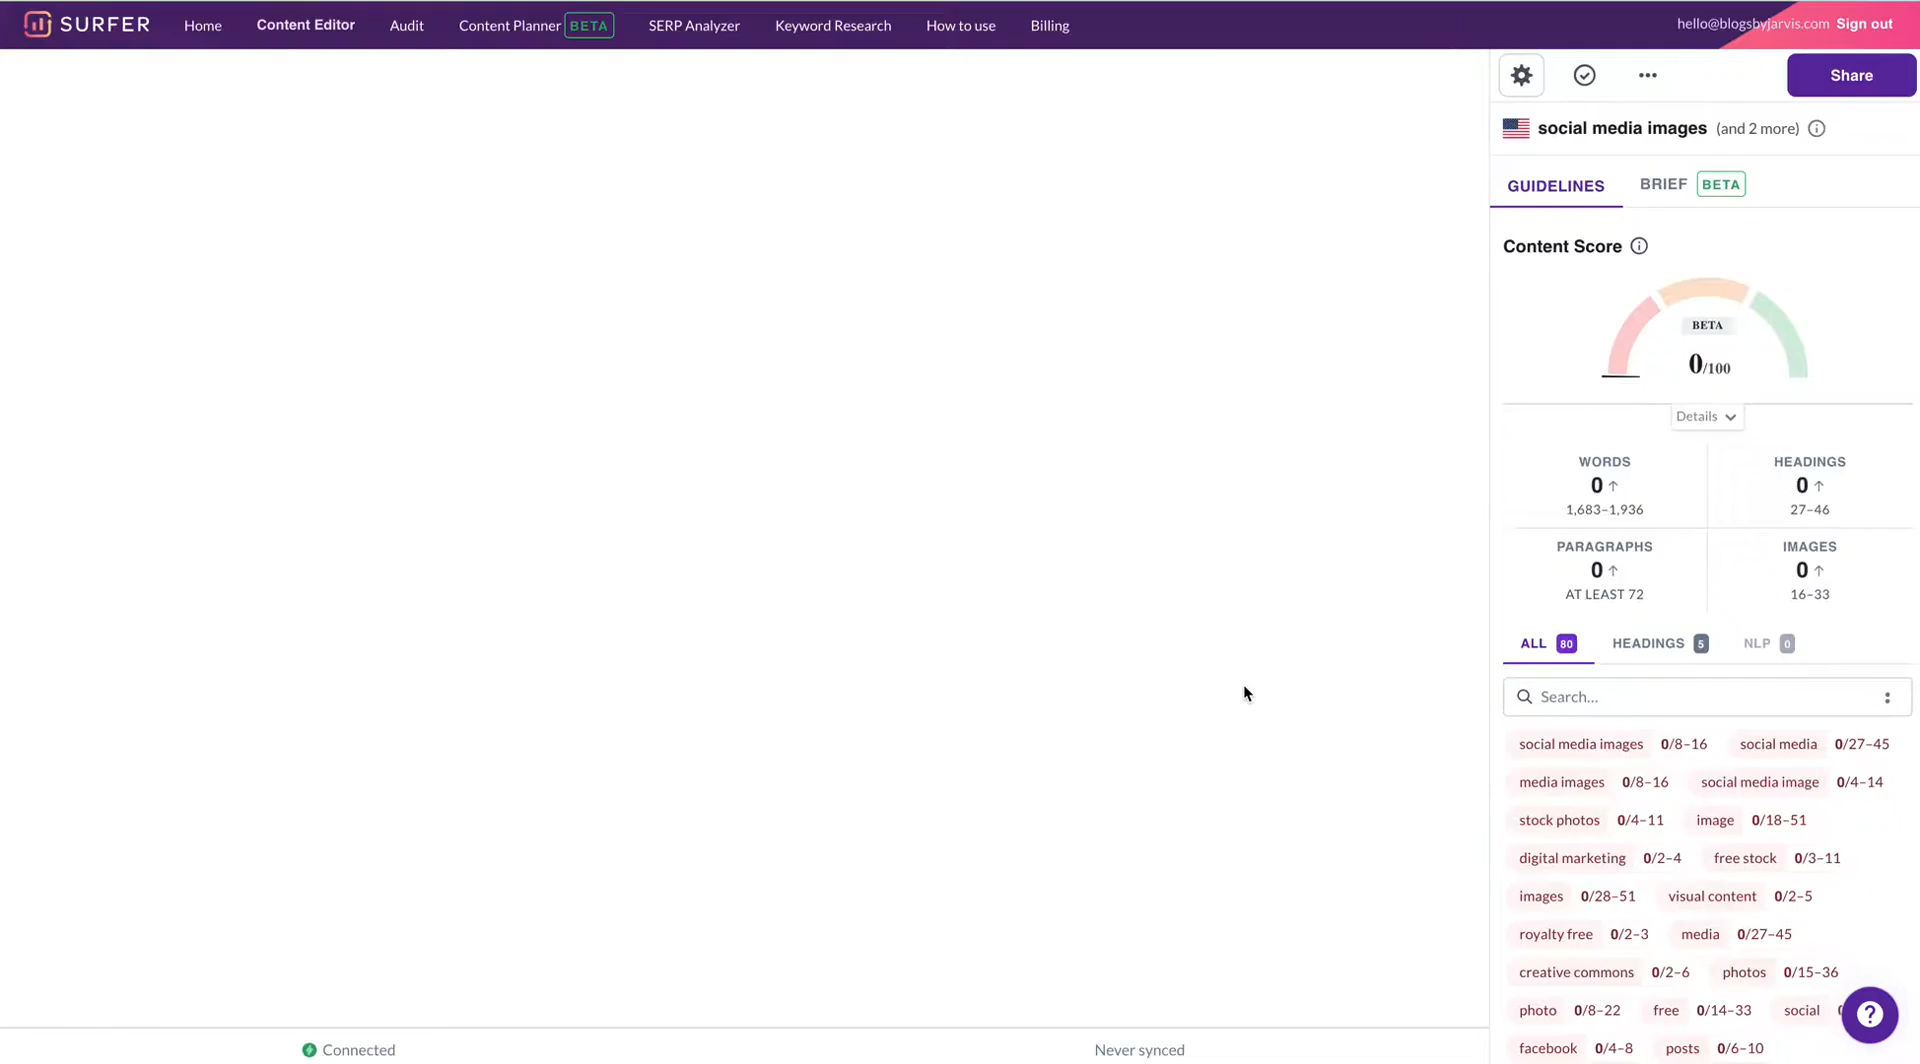 SURFER Home Content Editor Audit Content Planner BETA SERP Analyzer Keyword Research How to use Billing hello@blogsbyjarvis.com Sign out
Share
social media images (and 2 more)
GUIDELINES BRIEF BETA
Content Score
BETA
0/100
Details
WORDS HEADINGS
0 ↑ 0 ↑
1,683–1,936 27–46
PARAGRAPHS IMAGES
0 ↑ 0 ↑
AT LEAST 72 16–33
ALL 80 HEADINGS 5 NLP 0
Search...
social media images 0/8–16 social media 0/27–45
media images 0/8–16 social media image 0/4–14
stock photos 0/4–11 image 0/18–51
digital marketing 0/2–4 free stock 0/3–11
images 0/28–51 visual content 0/2–5
royalty free 0/2–3 media 0/27–45
creative commons 0/2–6 photos 0/15–36
photo 0/8–22 free 0/14–33 social
facebook 0/4–8 posts 0/6–10
Connected Never synced